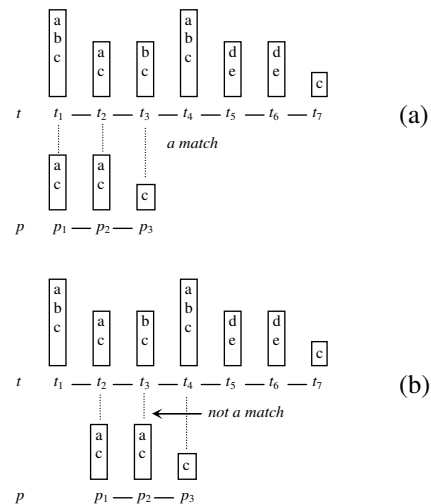 a a
b a b b d d
c c c c e e c
t t1 — t2 — t3 — t4 — t5 — t6 — t7 (a)
a match
a a
c c c
p p1 — p2 — p3
a a
b a b b d d
c c c c e e c
t t1 — t2 — t3 — t4 — t5 — t6 — t7 (b)
not a match
a a
c c c
p p1 — p2 — p3